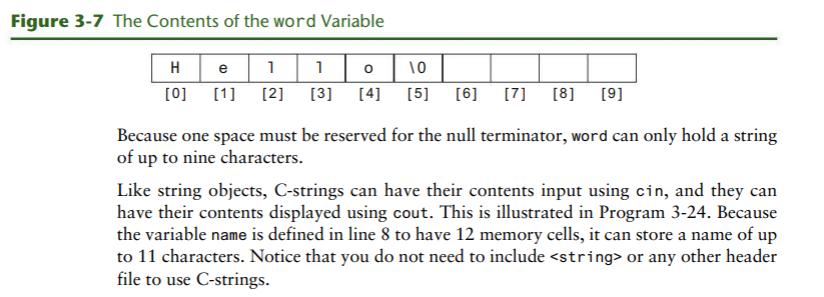 Figure 3-7 The Contents of the word Variable
H e l l o \0
[0] [1] [2] [3] [4] [5] [6] [7] [8] [9]
Because one space must be reserved for the null terminator, word can only hold a string
of up to nine characters.
Like string objects, C-strings can have their contents input using cin, and they can
have their contents displayed using cout. This is illustrated in Program 3-24. Because
the variable name is defined in line 8 to have 12 memory cells, it can store a name of up
to 11 characters. Notice that you do not need to include <string> or any other header
file to use C-strings.